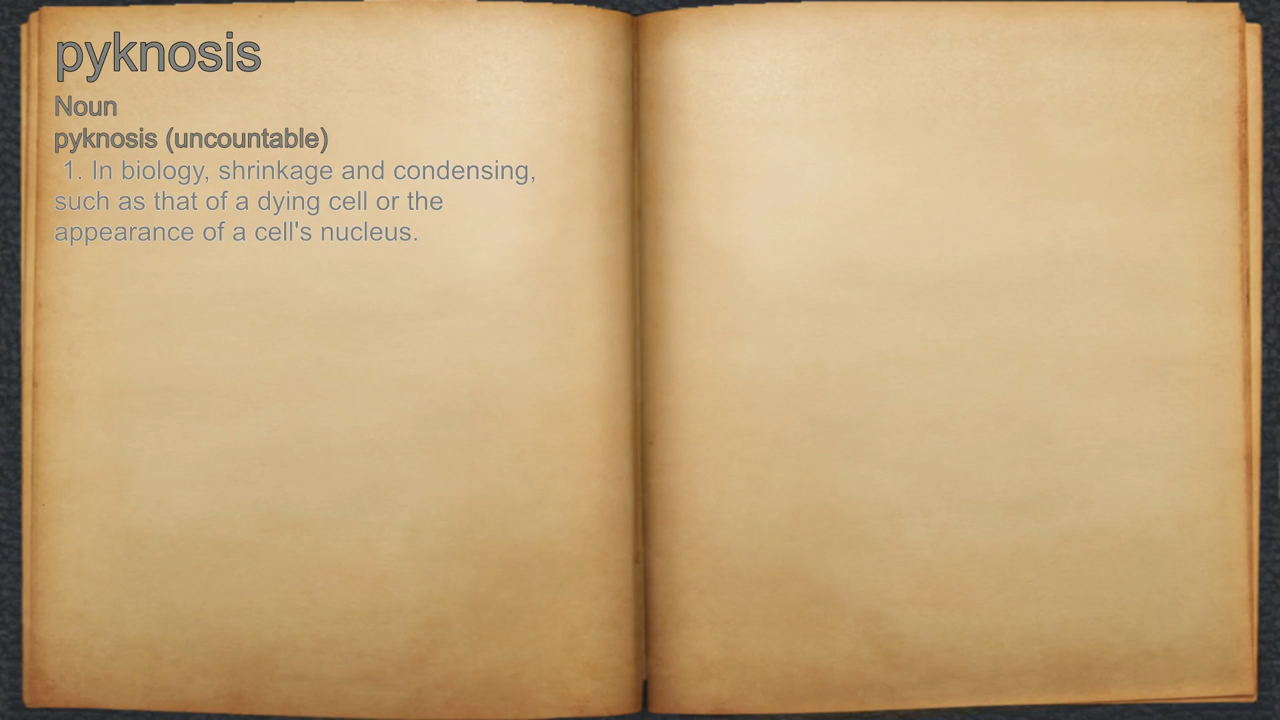 pyknosis
Noun
pyknosis (uncountable)
1. In biology, shrinkage and condensing,
such as that of a dying cell or the
appearance of a cell's nucleus.